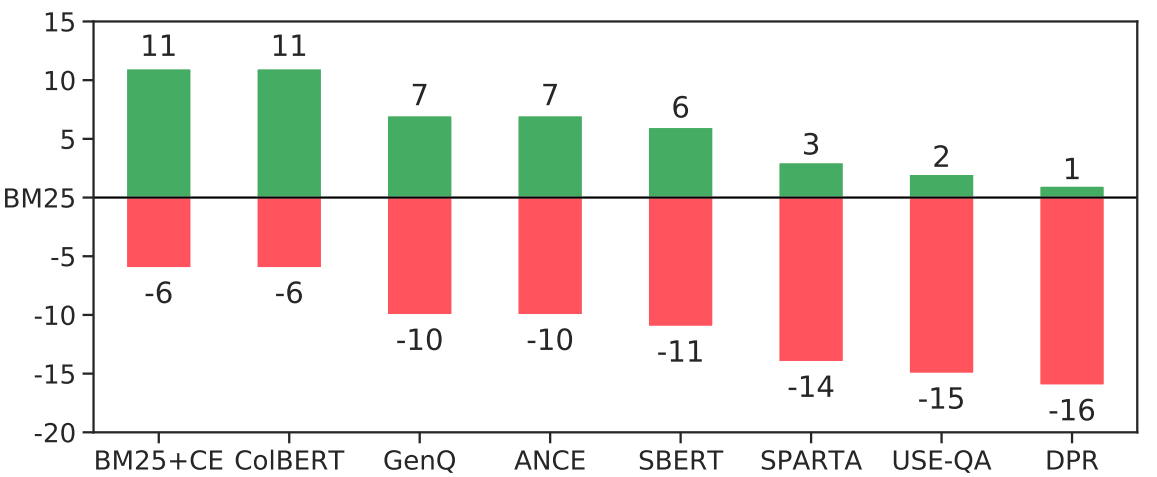 15
10
5
BM25
-5
-10
-15
-20
11 11 7 7 6 3 2 1
-6 -6 -10 -10 -11 -14 -15 -16
BM25+CE ColBERT GenQ ANCE SBERT SPARTA USE-QA DPR